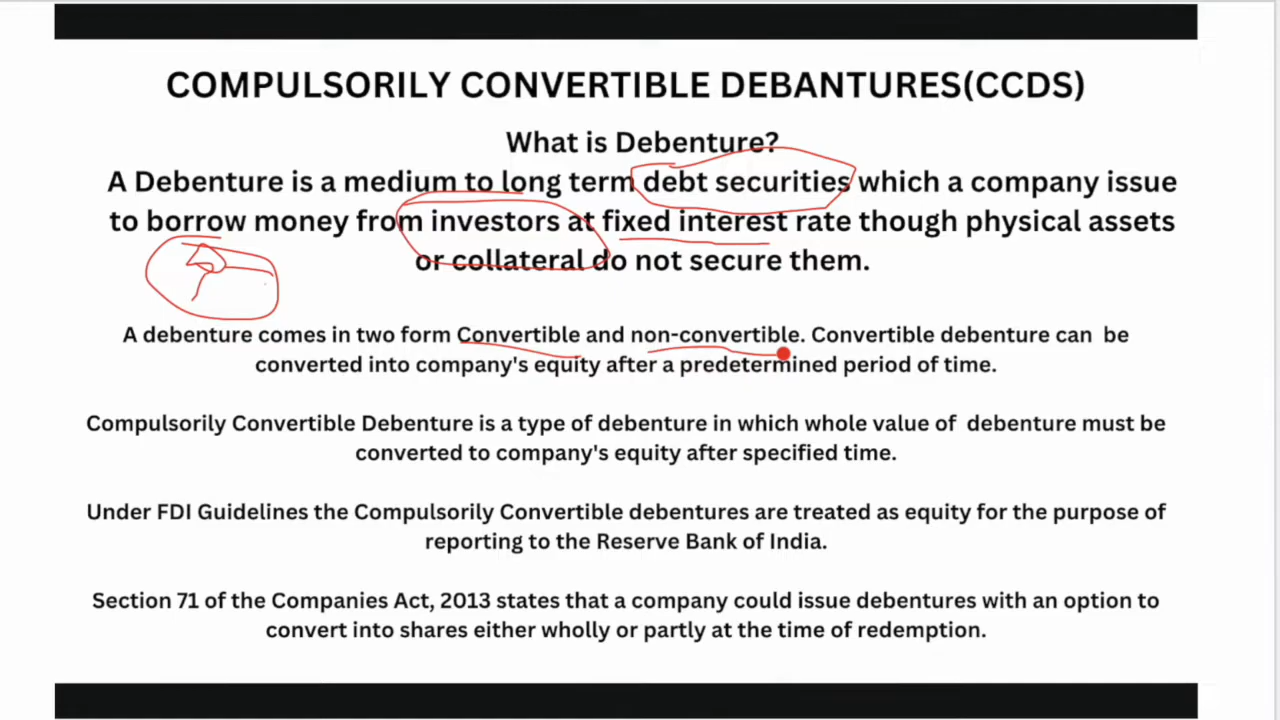 COMPULSORILY CONVERTIBLE DEBANTURES(CCDS)
What is Debenture?
A Debenture is a medium to long term debt securities which a company issue
to borrow money from investors at fixed interest rate though physical assets
or collateral do not secure them.
A debenture comes in two form Convertible and non-convertible. Convertible debenture can be
converted into company's equity after a predetermined period of time.
Compulsorily Convertible Debenture is a type of debenture in which whole value of debenture must be
converted to company's equity after specified time.
Under FDI Guidelines the Compulsorily Convertible debentures are treated as equity for the purpose of
reporting to the Reserve Bank of India.
Section 71 of the Companies Act, 2013 states that a company could issue debentures with an option to
convert into shares either wholly or partly at the time of redemption.